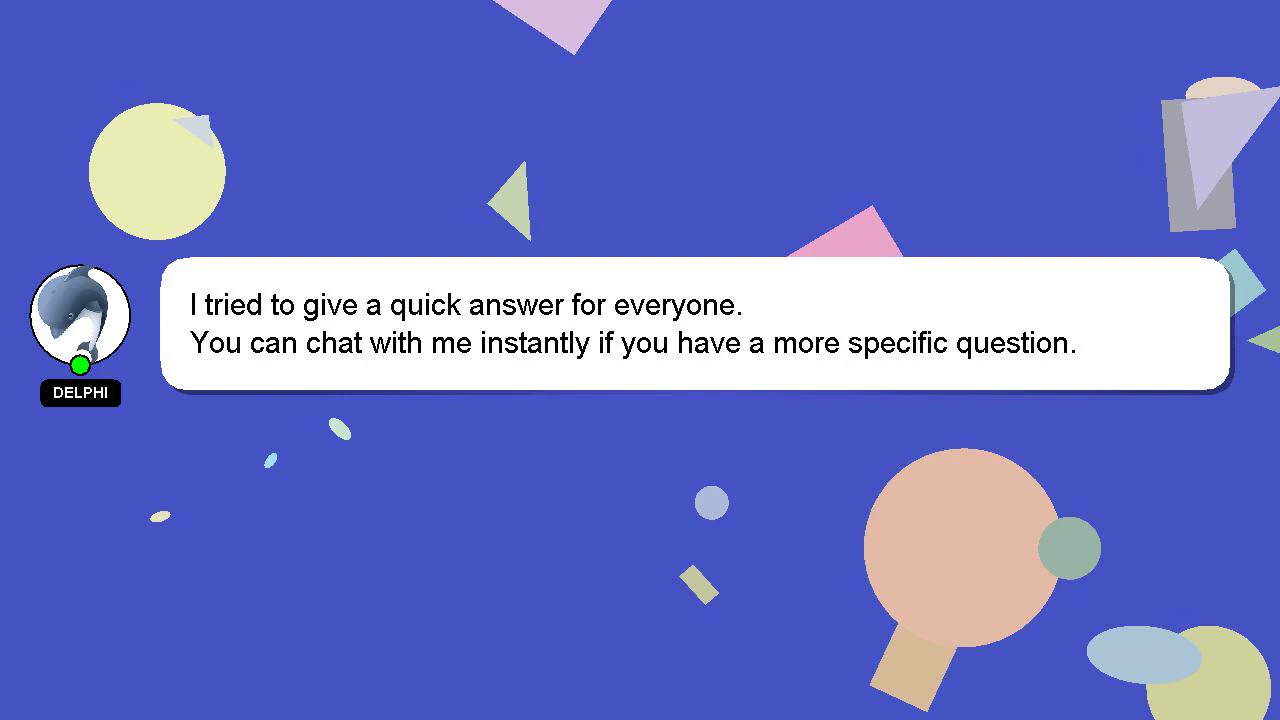 I tried to give a quick answer for everyone.
You can chat with me instantly if you have a more specific question.
DELPHI